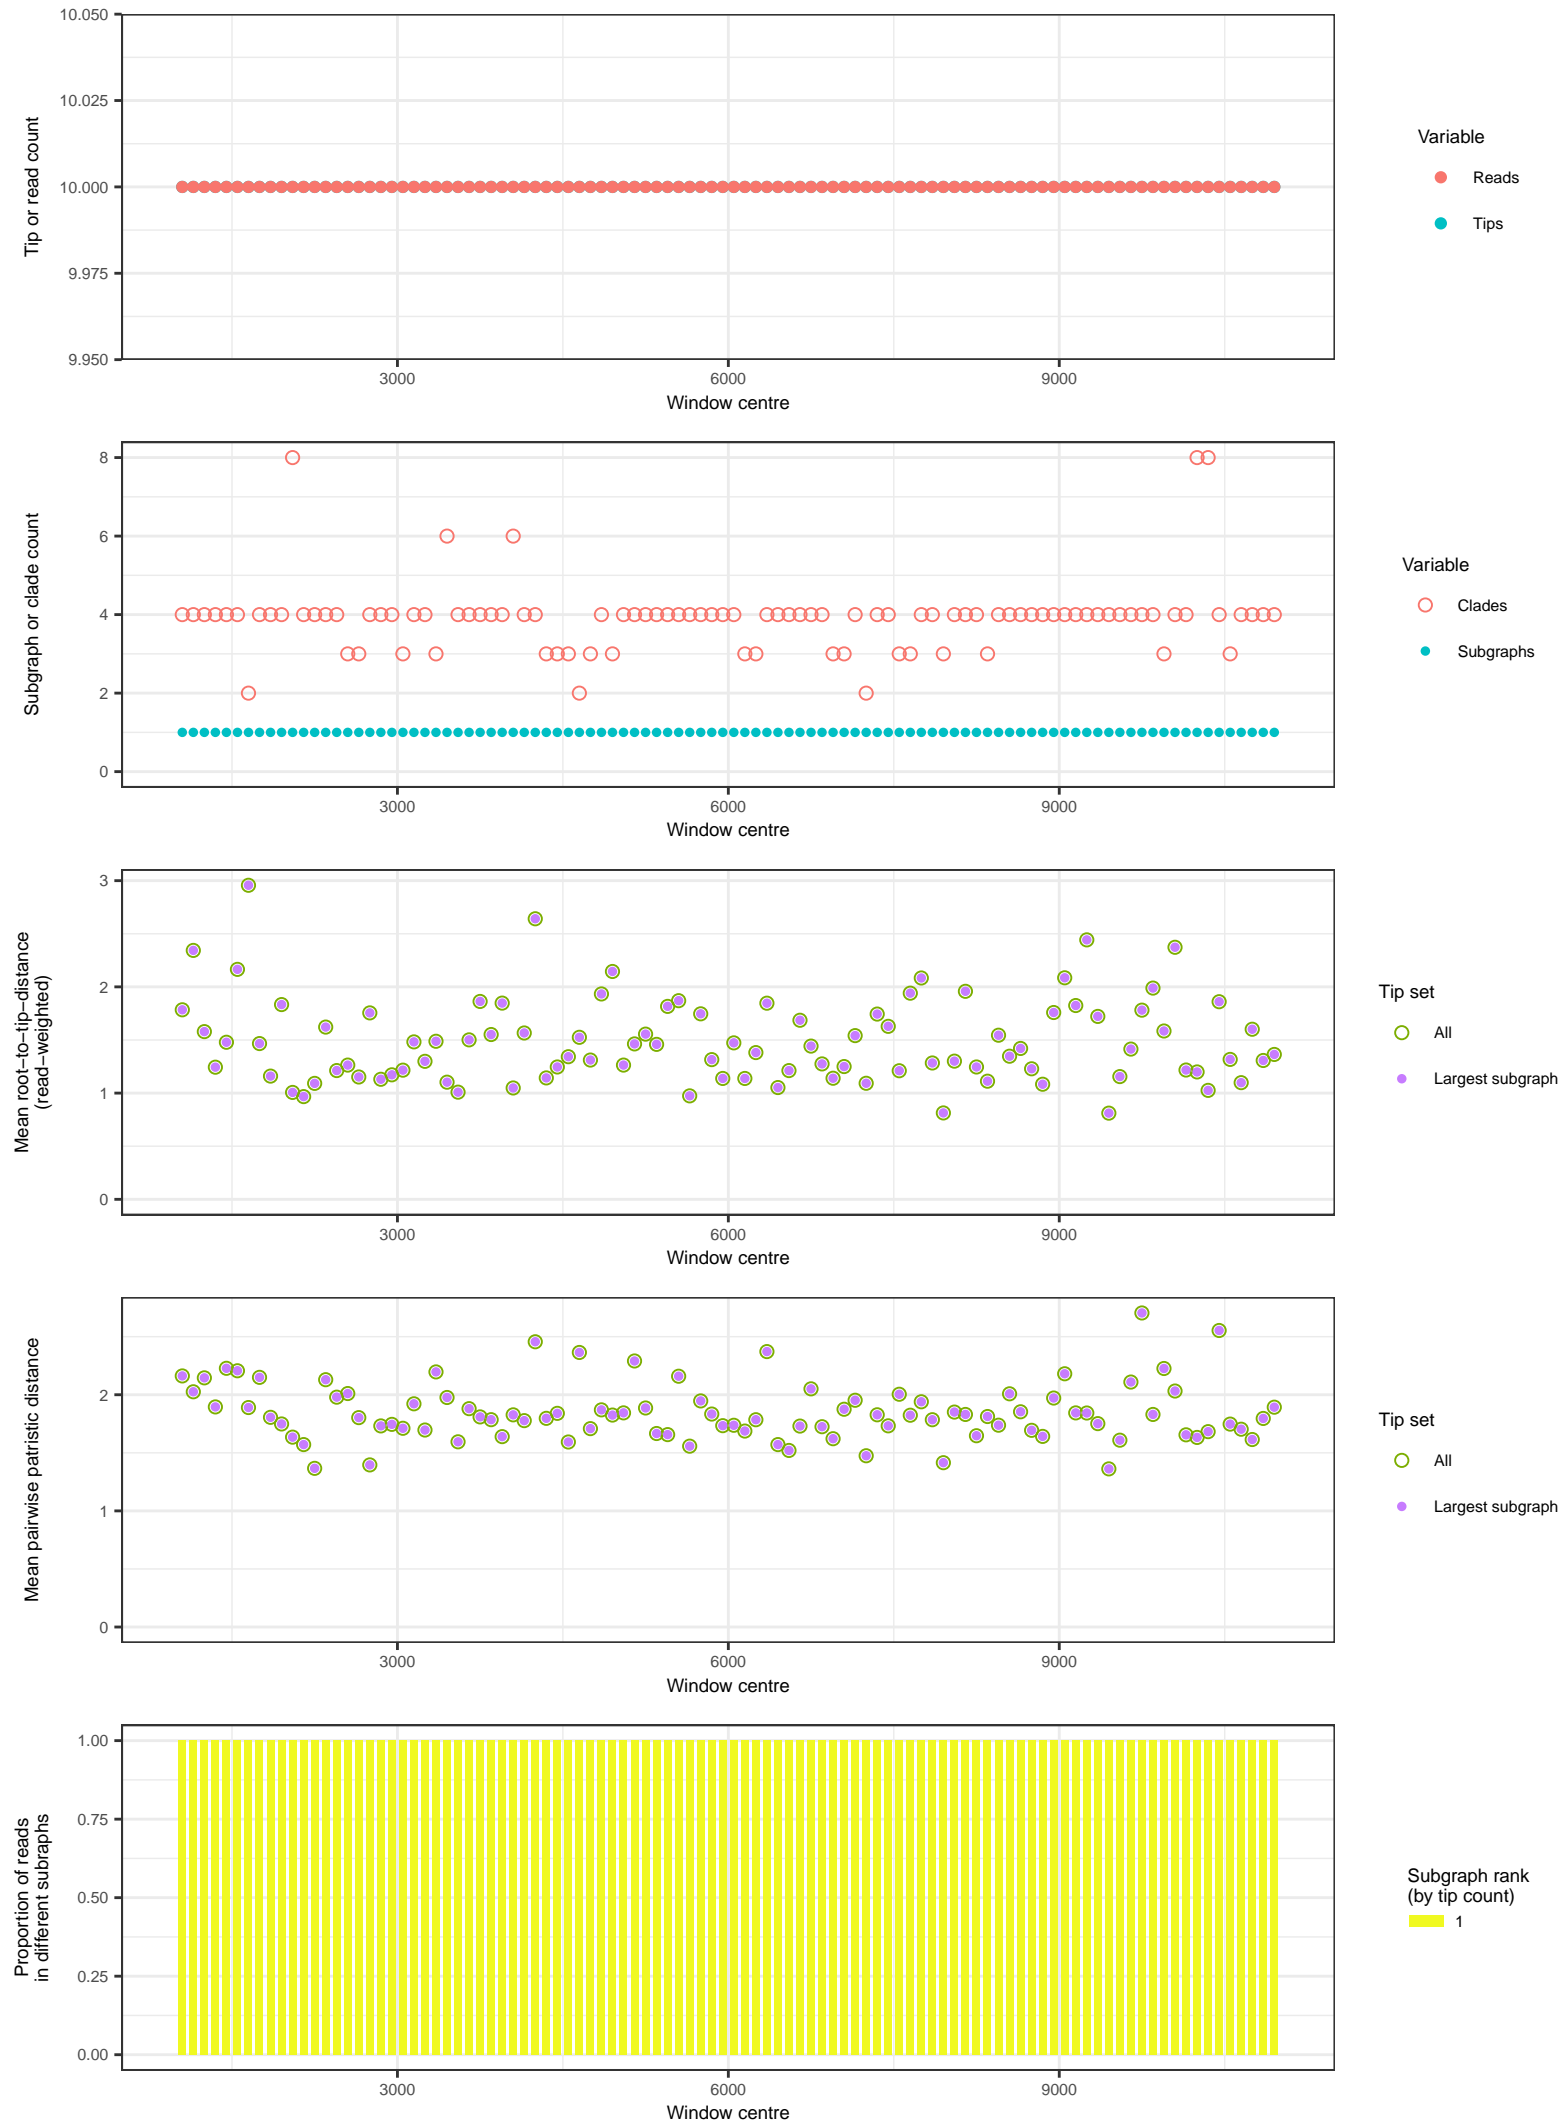 10.050
10.025
10.000
9.975
9.950
Tip or read count
3000
6000
9000
Window centre
Variable
Reads
Tips
8
6
4
2
0
Subgraph or clade count
3000
6000
9000
Window centre
Variable
Clades
Subgraphs
3
2
1
0
Mean root−to−tip−distance
(read−weighted)
3000
6000
9000
Window centre
Tip set
All
Largest subgraph
2
1
0
Mean pairwise patristic distance
3000
6000
9000
Window centre
Tip set
All
Largest subgraph
1.00
0.75
0.50
0.25
0.00
Proportion of reads
in different subraphs
3000
6000
9000
Window centre
Subgraph rank
(by tip count)
1